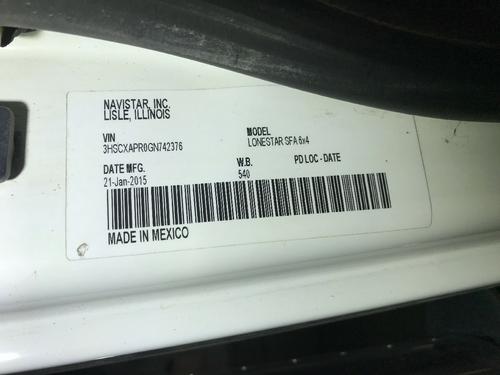 NAVISTAR, INC.
LISLE, ILLINOIS
VIN MODEL
3HSCXAPR0GN742376 LONESTAR SFA 6x4
DATE MFG. W.B. PD LOC - DATE
21-Jan-2015 540
MADE IN MEXICO